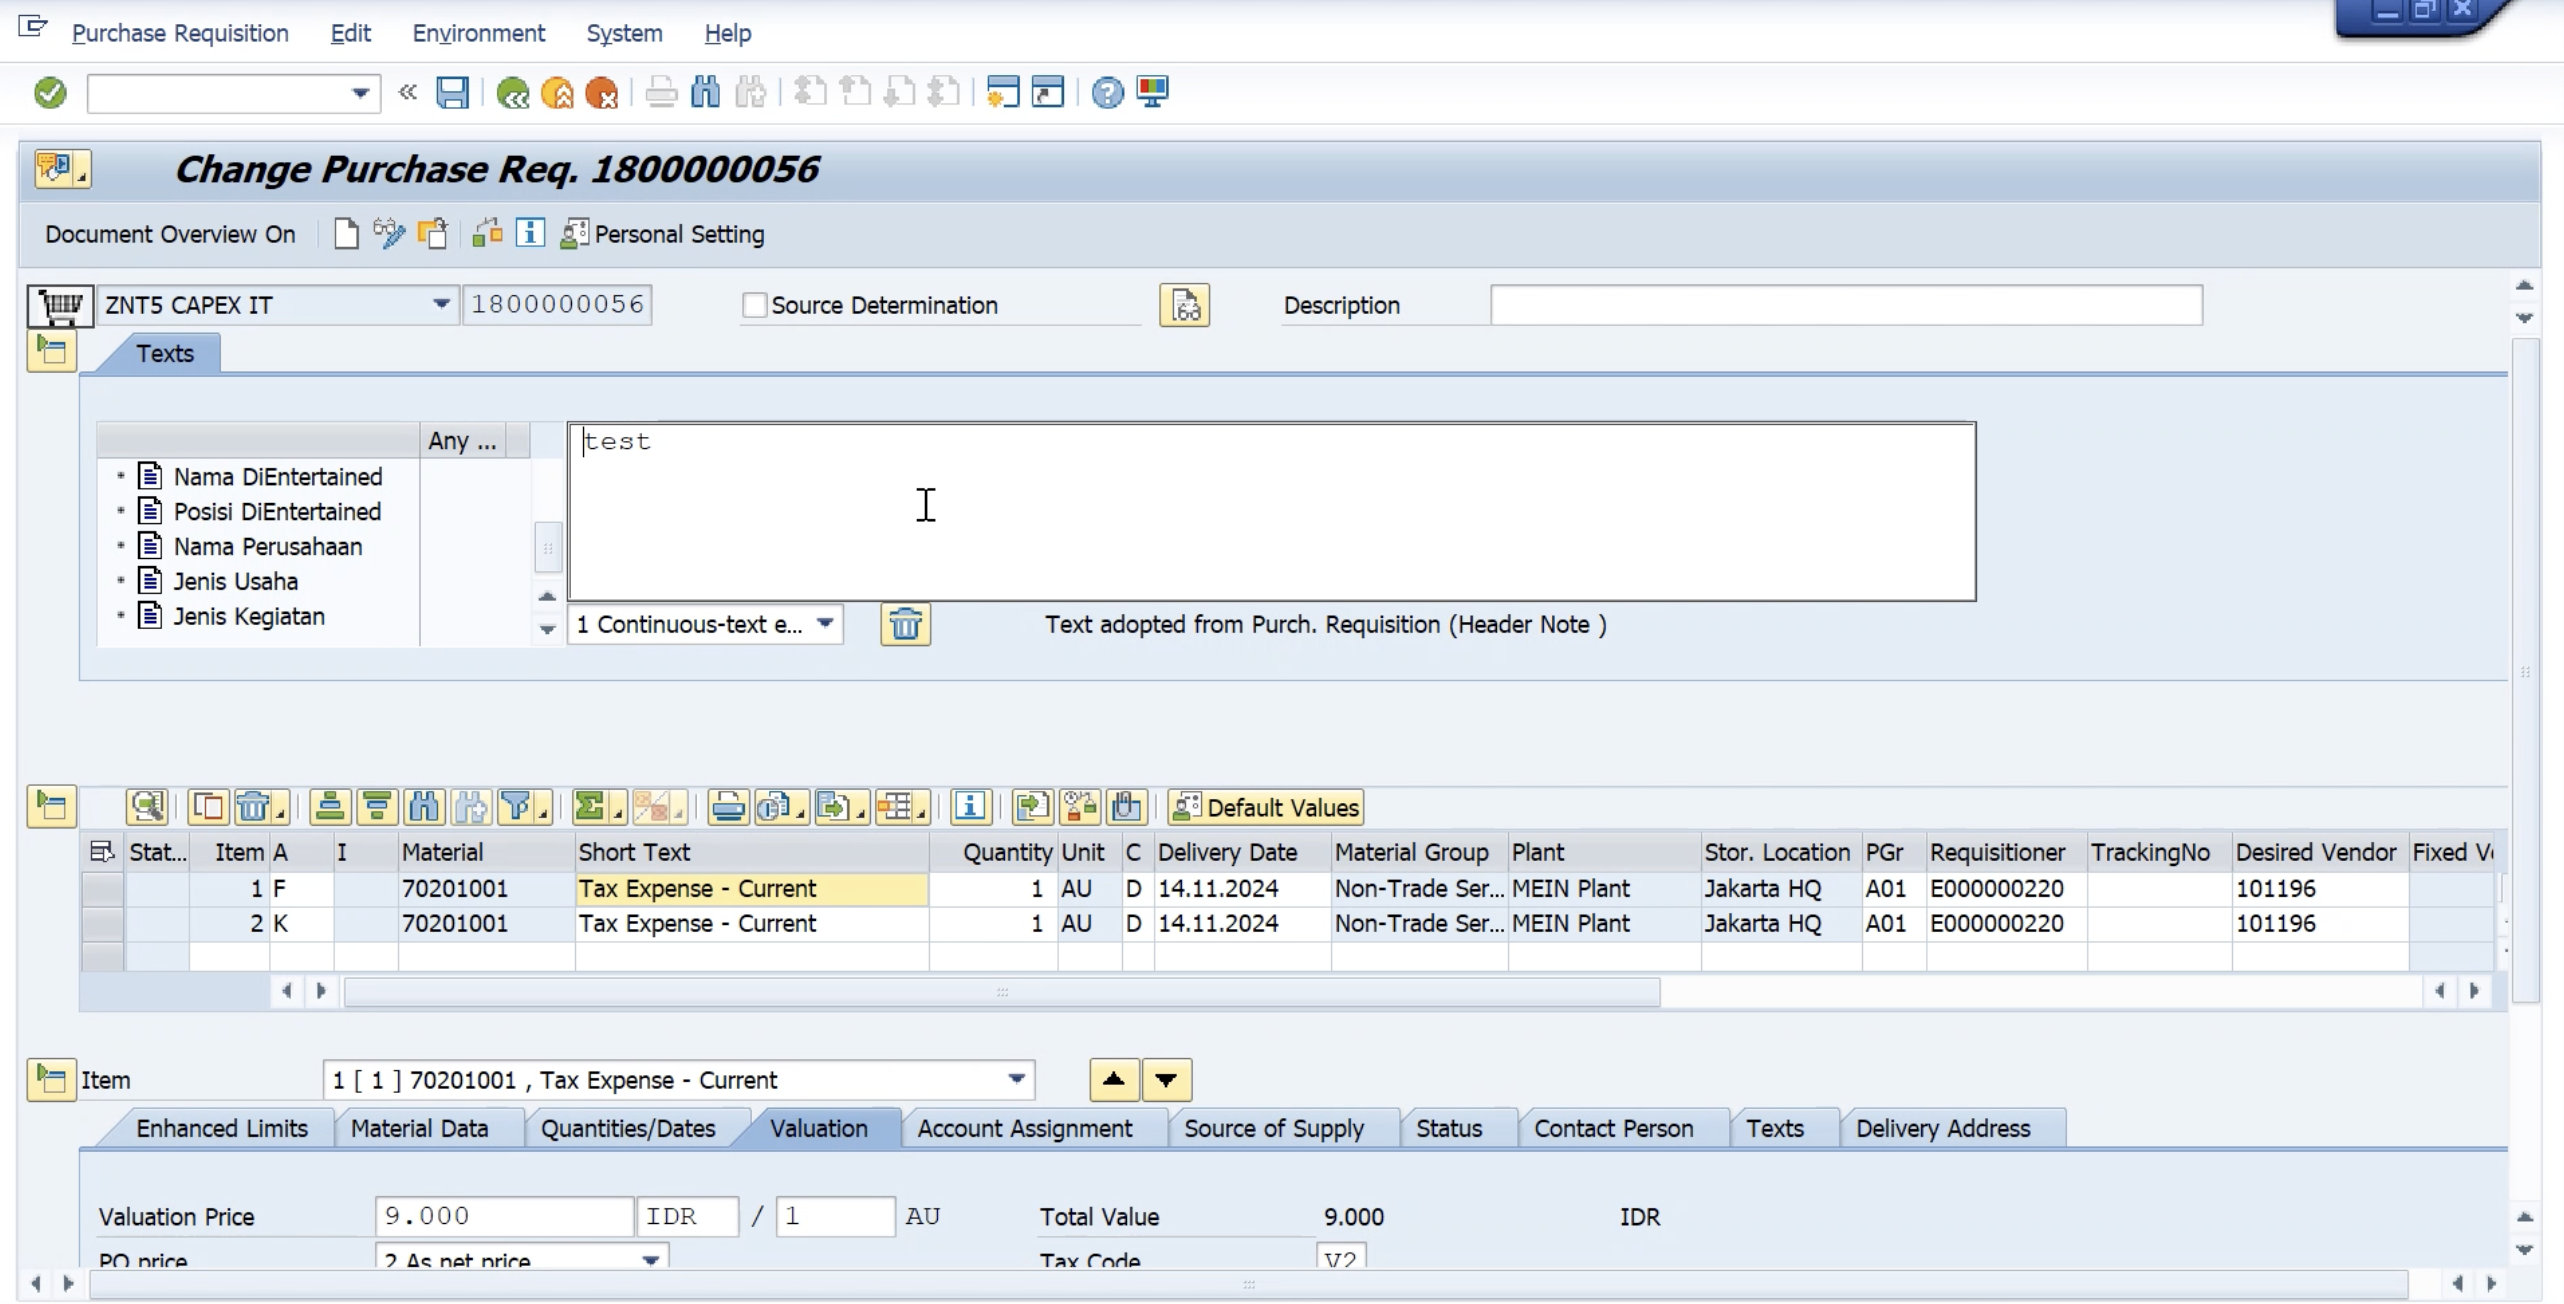 Purchase Requisition Edit Environment System Help
Change Purchase Req. 1800000056
Document Overview On Personal Setting
ZNT5 CAPEX IT 1800000056 Source Determination Description
Texts
Any ...
test
Nama DiEntertained
Posisi DiEntertained
Nama Perusahaan
Jenis Usaha
Jenis Kegiatan
1 Continuous-text e... Text adopted from Purch. Requisition (Header Note )
Default Values
Stat... Item A I Material Short Text Quantity Unit C Delivery Date Material Group Plant Stor. Location PGr Requisitioner TrackingNo Desired Vendor Fixed
1 F 70201001 Tax Expense - Current 1 AU D 14.11.2024 Non-Trade Ser... MEIN Plant Jakarta HQ A01 E000000220 101196
2 K 70201001 Tax Expense - Current 1 AU D 14.11.2024 Non-Trade Ser... MEIN Plant Jakarta HQ A01 E000000220 101196
Item 1 [ 1 ] 70201001 , Tax Expense - Current
Enhanced Limits Material Data Quantities/Dates Valuation Account Assignment Source of Supply Status Contact Person Texts Delivery Address
Valuation Price 9.000 IDR / 1 AU Total Value 9.000 IDR
PO price 2 As net price Tax Code V2